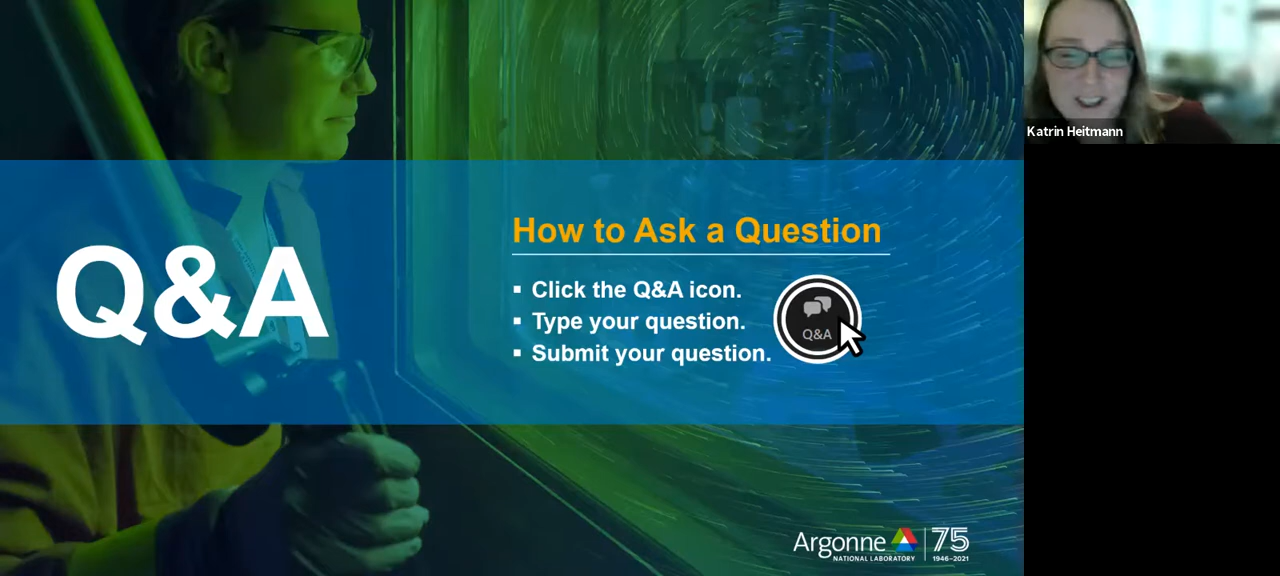 Katrin Heitmann
How to Ask a Question
Q&A
▪ Click the Q&A icon.
▪ Type your question.
▪ Submit your question.
Q&A
Argonne
NATIONAL LABORATORY
75
1946–2021